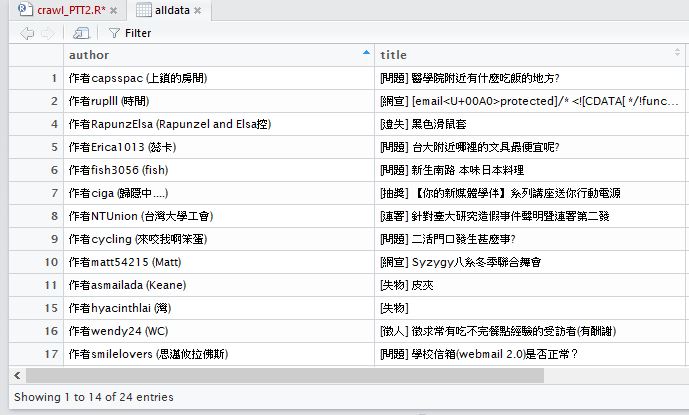 crawl_PTT2.R* × alldata ×
Filter
author title
1 作者capsspac (上鎖的房間) [問題] 醫學院附近有什麼吃飯的地方?
2 作者ruplll (時間) [網宣] [email<U+00A0>protected]/* <![CDATA[ */!func...
4 作者RapunzElsa (Rapunzel and Elsa控) [遺失] 黑色滑鼠套
5 作者Erica1013 (蕊卡) [問題] 台大附近哪裡的文具最便宜呢?
6 作者fish3056 (fish) [問題] 新生南路 本味日本料理
7 作者ciga (歸隱中....) [抽獎] 【你的新媒體學伴】系列講座送你行動電源
8 作者NTUnion (台灣大學工會) [連署] 針對臺大研究造假事件聲明暨連署第二發
9 作者cycling (來咬我啊笨蛋) [問題] 二活門口發生甚麼事?
10 作者matt54215 (Matt) [網宣] Syzygy八系冬季聯合舞會
11 作者asmailada (Keane) [失物] 皮夾
15 作者hyacinthlai (灣) [失物]
16 作者wendy24 (WC) [徵人] 徵求常有吃不完餐點經驗的受訪者(有酬謝)
17 作者smilelovers (思邁攸拉佛斯) [問題] 學校信箱(webmail 2.0)是否正常?
Showing 1 to 14 of 24 entries